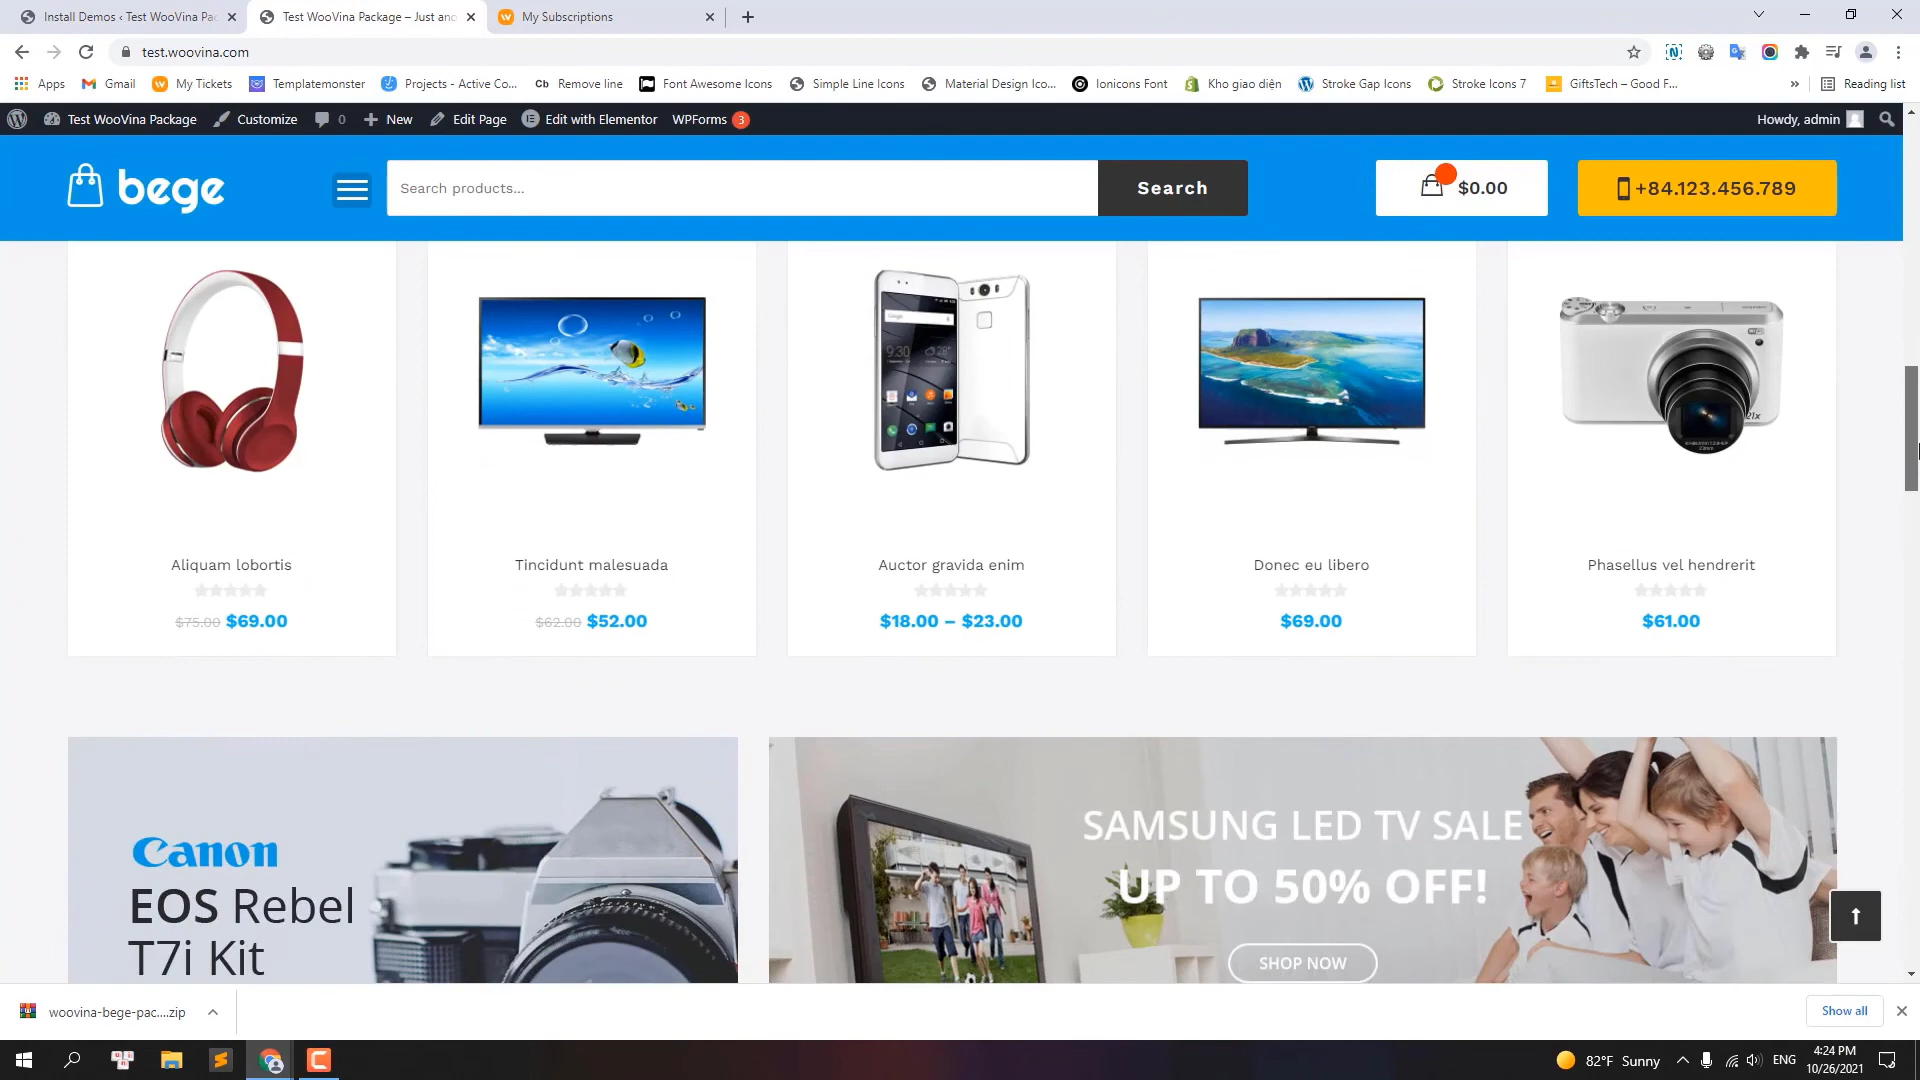 Install Demos ‹ Test WooVina Pac
Test WooVina Package – Just ano
My Subscriptions
test.woovina.com
Apps
Gmail
My Tickets
Templatemonster
Projects - Active Co...
Cb Remove line
Font Awesome Icons
Simple Line Icons
Material Design Ico...
Ionicons Font
Kho giao diện
Stroke Gap Icons
Stroke Icons 7
GiftsTech – Good F...
»
Reading list
Test WooVina Package
Customize
0
New
Edit Page
Edit with Elementor
WPForms 3
Howdy, admin
bege
Search products...
Search
$0.00
+84.123.456.789
Aliquam lobortis
$75.00 $69.00
Tincidunt malesuada
$62.00 $52.00
Auctor gravida enim
$18.00 – $23.00
Donec eu libero
$69.00
Phasellus vel hendrerit
$61.00
Canon
EOS Rebel
T7i Kit
SAMSUNG LED TV SALE
UP TO 50% OFF!
SHOP NOW
woovina-bege-pac....zip
Show all
82°F Sunny
ENG
4:24 PM
10/26/2021